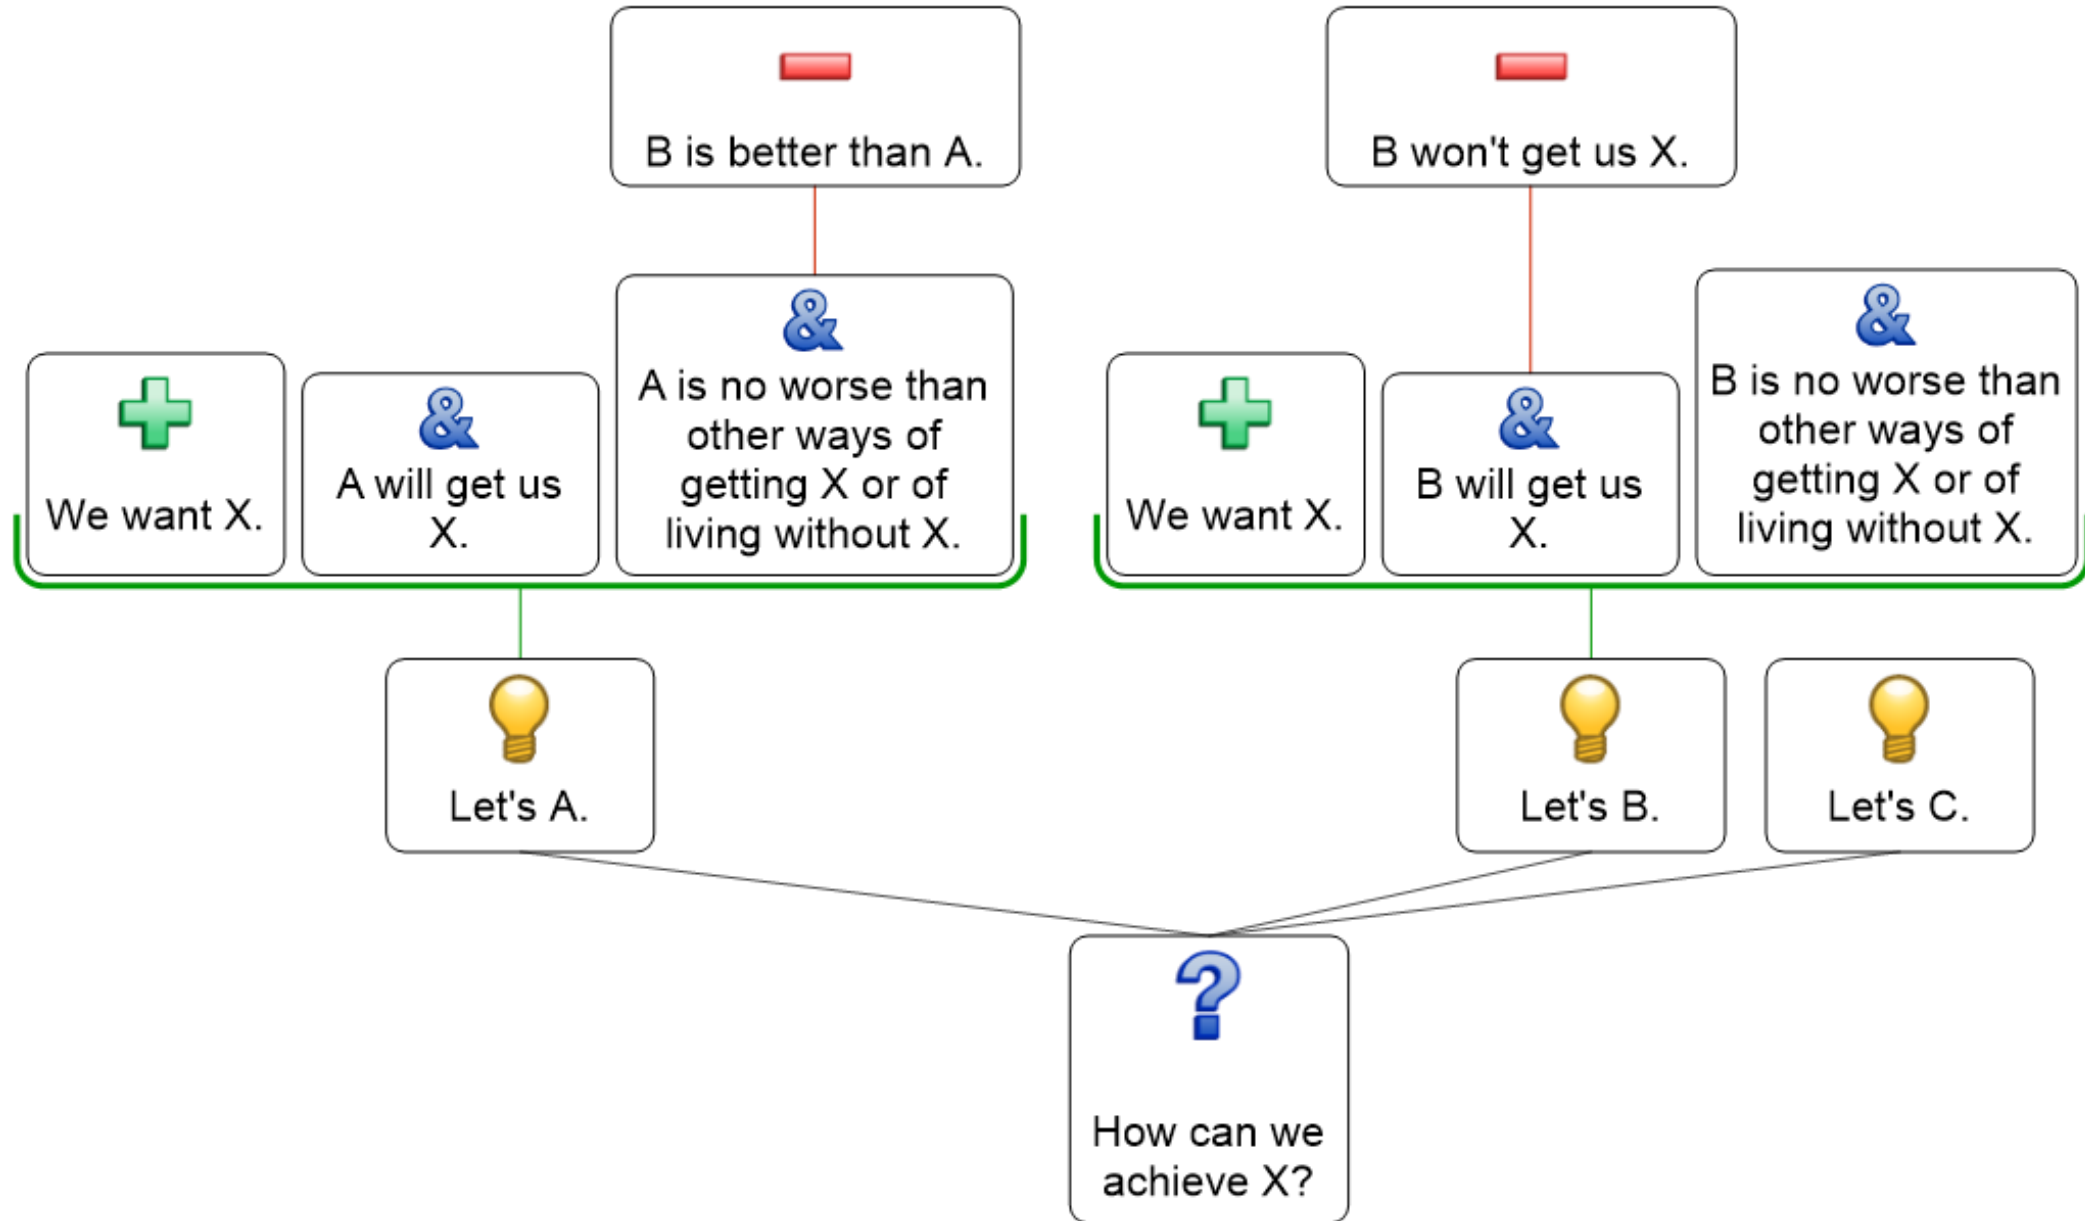 B is better than A.
B won't get us X.
We want X.
&
A will get us
X.
&
A is no worse than
other ways of
getting X or of
living without X.
We want X.
&
B will get us
X.
&
B is no worse than
other ways of
getting X or of
living without X.
Let's A.
Let's B.
Let's C.
?
How can we
achieve X?